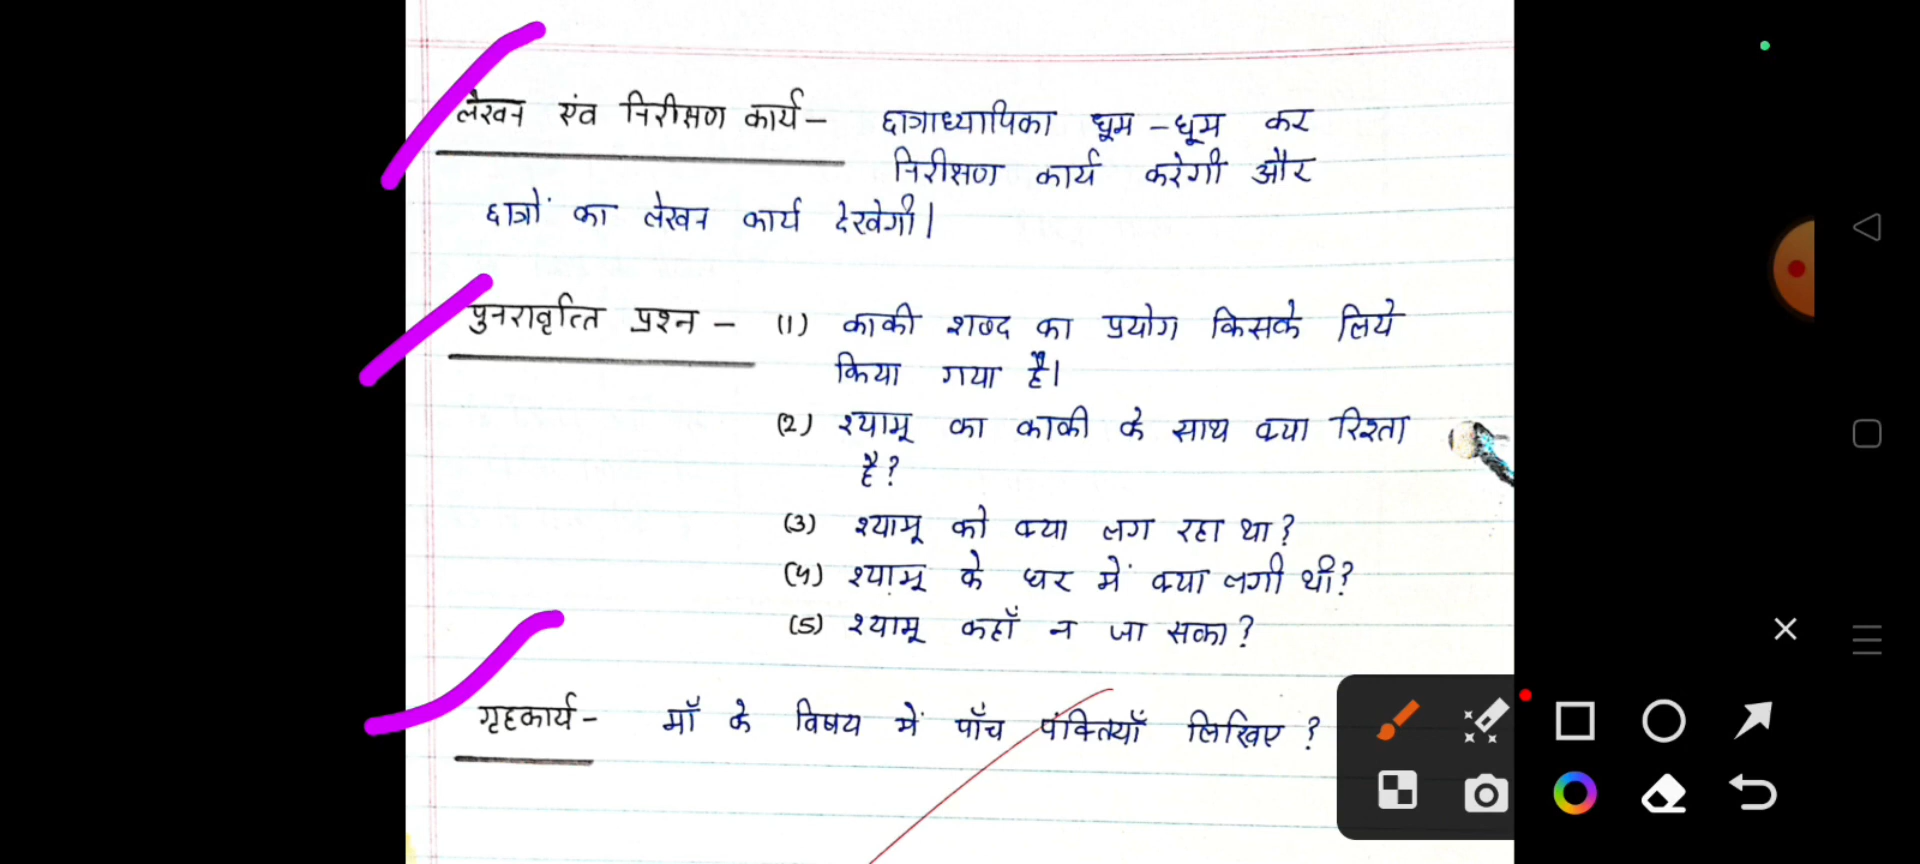 लेखन एंव निरीक्षण कार्य - छात्राध्यापिका घूम - घूम कर
निरीक्षण कार्य करेगी और
छात्रों का लेखन कार्य देखेगी।
पुनरावृत्ति प्रश्न - (1) काकी शब्द का प्रयोग किसके लिये
किया गया है।
(2) श्यामू का काकी के साथ क्या रिश्ता
है?
(3) श्यामू को क्या लग रहा था?
(4) श्यामू के घर में क्या लगी थी?
(5) श्यामू कहाँ न जा सका?
गृहकार्य - माँ के विषय में पाँच पंक्तियाँ लिखिए ?